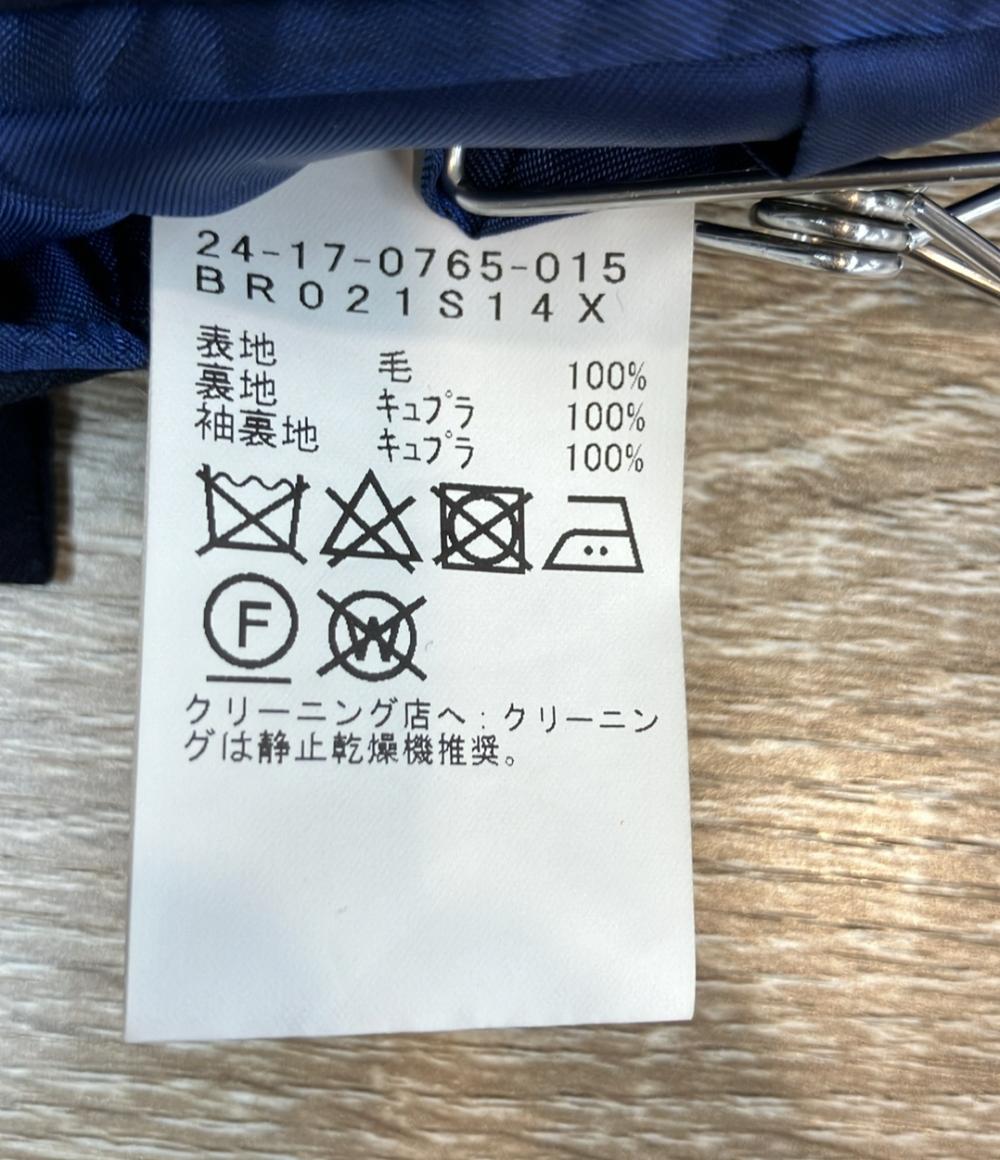 24-17-0765-015
BR021S14X
表地 毛 100%
裏地 キュプラ 100%
袖裏地 キュプラ 100%
F W
クリーニング店へ:クリーニン
グは静止乾燥機推奨。